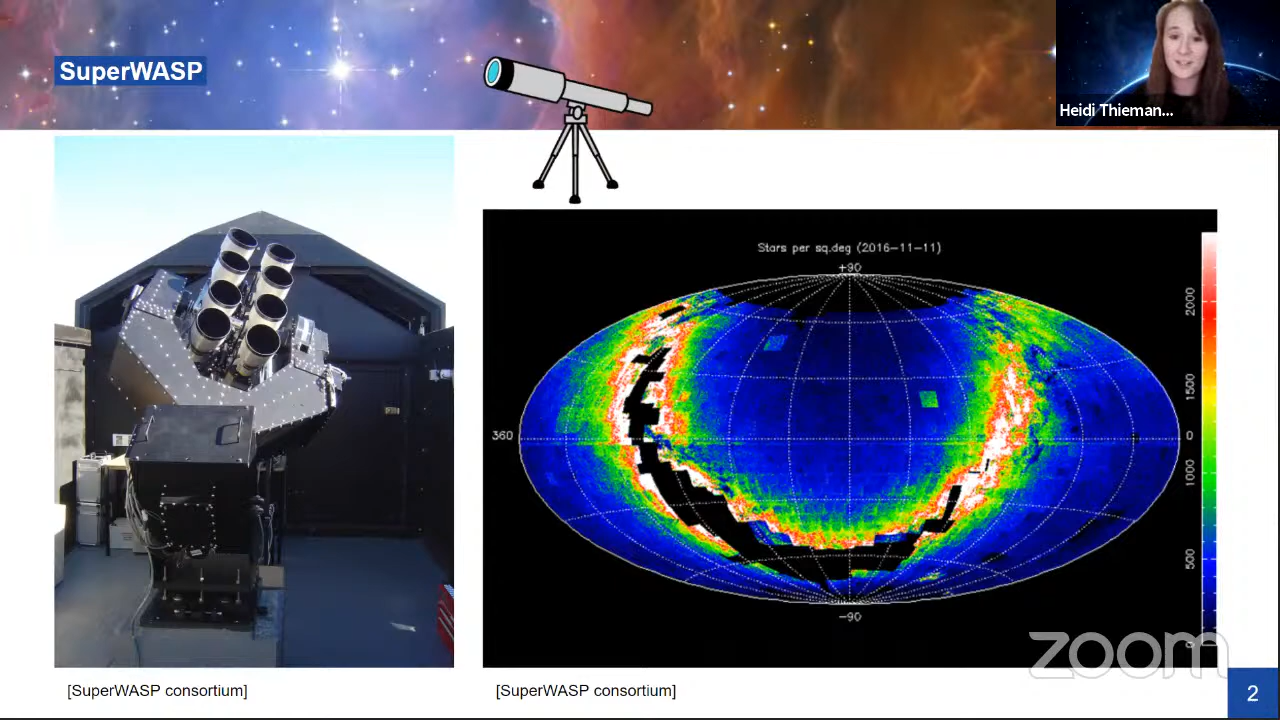 SuperWASP
Heidi Thieman...
Stars per sq.deg (2016-11-11)
+90
360
0
-90
2000
1500
1000
500
0
[SuperWASP consortium]
[SuperWASP consortium]
zoom
2